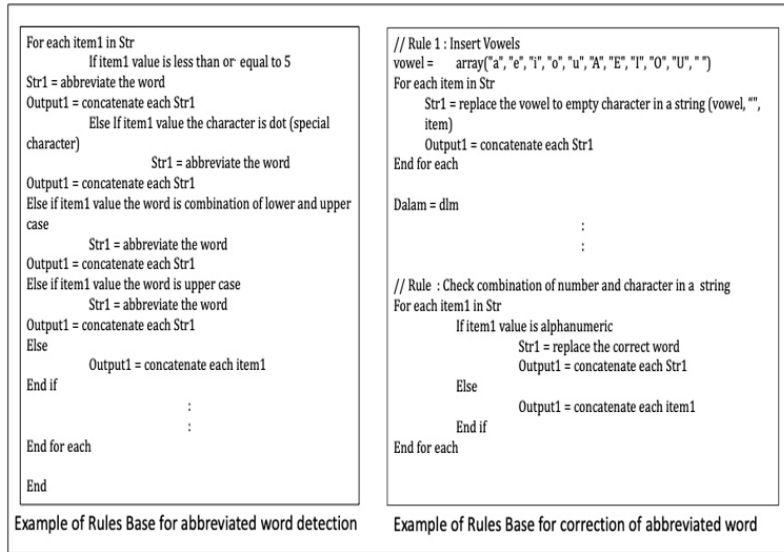 For each item1 in Str
If item1 value is less than or equal to 5
Str1 = abbreviate the word
Output1 = concatenate each Str1
Else If item1 value the character is dot (special
character)
Str1 = abbreviate the word
Output1 = concatenate each Str1
Else if item1 value the word is combination of lower and upper
case
Str1 = abbreviate the word
Output1 = concatenate each Str1
Else if item1 value the word is upper case
Str1 = abbreviate the word
Output1 = concatenate each Str1
Else
Output1 = concatenate each item1
End if
:
:
End for each
End
Example of Rules Base for abbreviated word detection
// Rule 1 : Insert Vowels
vowel = array("a", "e", "i", "o", "u", "A", "E", "I", "O", "U", " ")
For each item in Str
Str1 = replace the vowel to empty character in a string (vowel, "",
item)
Output1 = concatenate each Str1
End for each
Dalam = dlm
:
:
// Rule : Check combination of number and character in a string
For each item1 in Str
If item1 value is alphanumeric
Str1 = replace the correct word
Output1 = concatenate each Str1
Else
Output1 = concatenate each item1
End if
End for each
Example of Rules Base for correction of abbreviated word